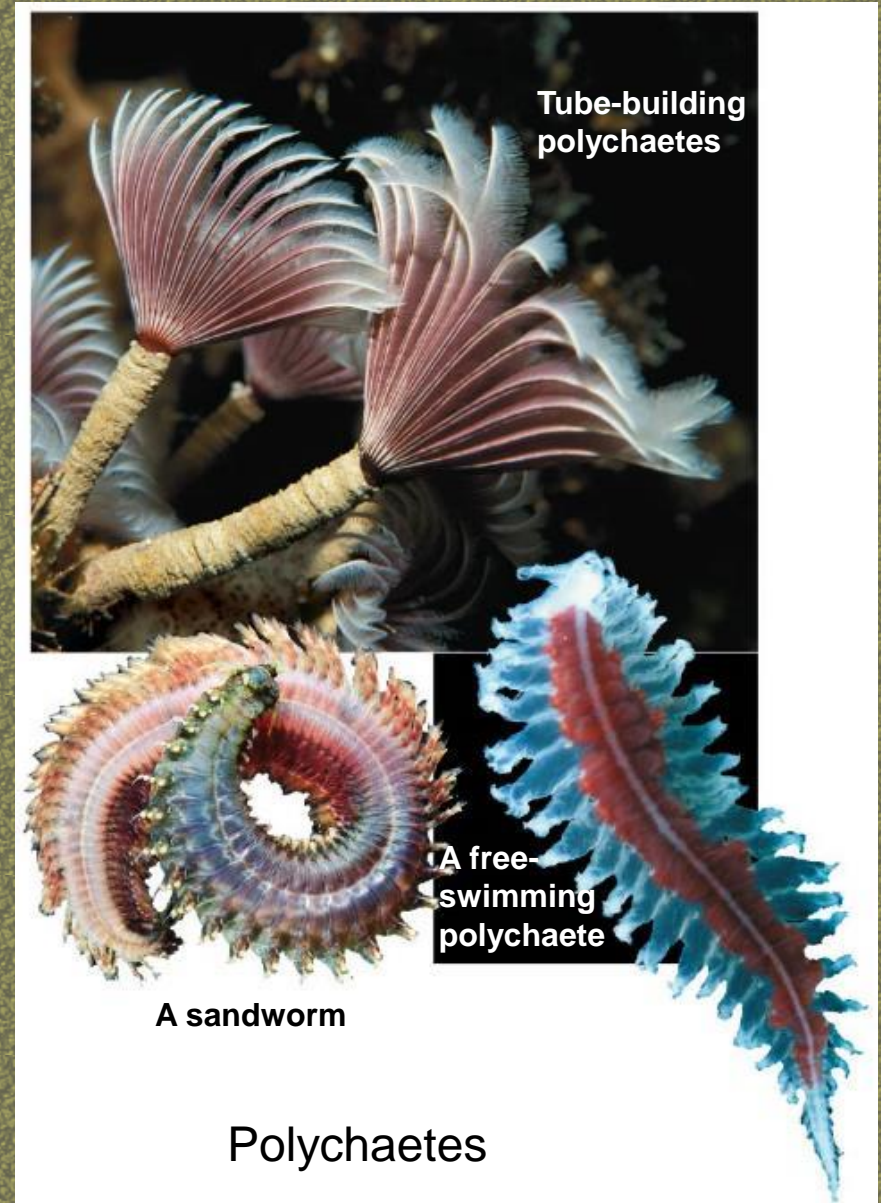 Tube-building
polychaetes
A free-
swimming
polychaete
A sandworm
Polychaetes